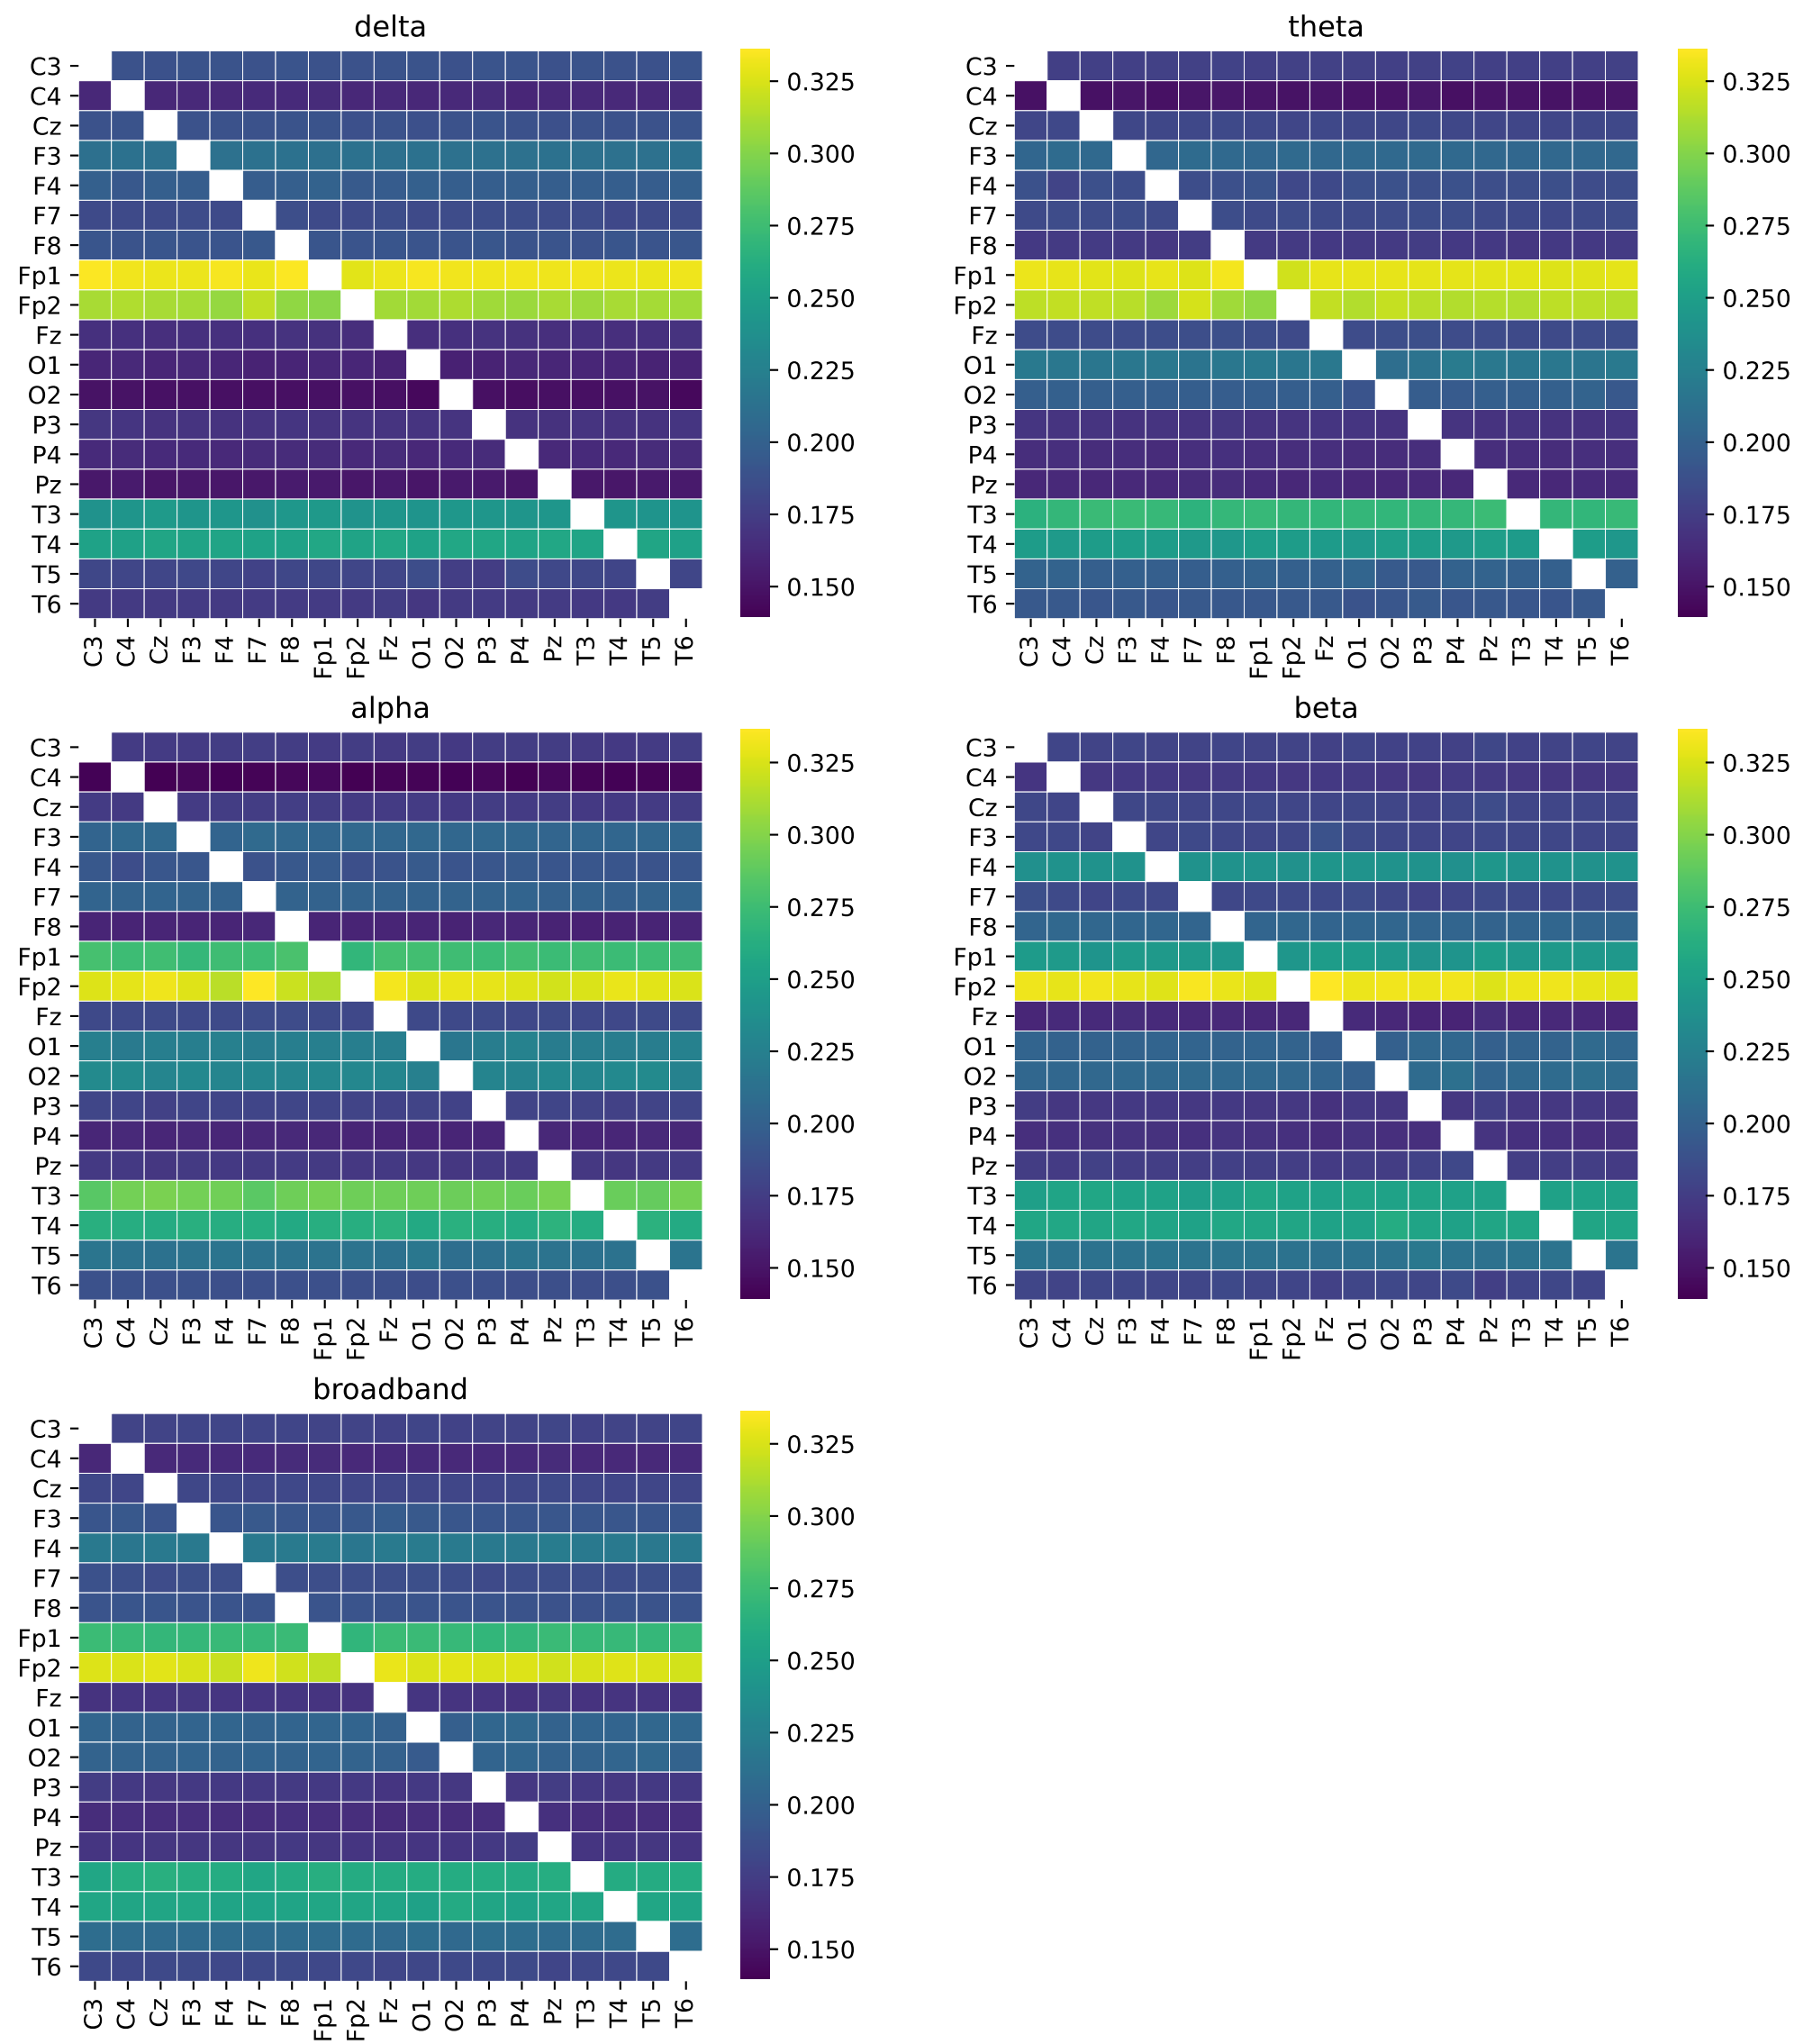 delta
C3
C4
Cz
F3
F4
F7
F8
Fp1
Fp2
Fz
O1
O2
P3
P4
Pz
T3
T4
T5
T6
C3 C4 Cz F3 F4 F7 F8 Fp1 Fp2 Fz O1 O2 P3 P4 Pz T3 T4 T5 T6
0.325
0.300
0.275
0.250
0.225
0.200
0.175
0.150
theta
C3
C4
Cz
F3
F4
F7
F8
Fp1
Fp2
Fz
O1
O2
P3
P4
Pz
T3
T4
T5
T6
C3 C4 Cz F3 F4 F7 F8 Fp1 Fp2 Fz O1 O2 P3 P4 Pz T3 T4 T5 T6
0.325
0.300
0.275
0.250
0.225
0.200
0.175
0.150
alpha
C3
C4
Cz
F3
F4
F7
F8
Fp1
Fp2
Fz
O1
O2
P3
P4
Pz
T3
T4
T5
T6
C3 C4 Cz F3 F4 F7 F8 Fp1 Fp2 Fz O1 O2 P3 P4 Pz T3 T4 T5 T6
0.325
0.300
0.275
0.250
0.225
0.200
0.175
0.150
beta
C3
C4
Cz
F3
F4
F7
F8
Fp1
Fp2
Fz
O1
O2
P3
P4
Pz
T3
T4
T5
T6
C3 C4 Cz F3 F4 F7 F8 Fp1 Fp2 Fz O1 O2 P3 P4 Pz T3 T4 T5 T6
0.325
0.300
0.275
0.250
0.225
0.200
0.175
0.150
broadband
C3
C4
Cz
F3
F4
F7
F8
Fp1
Fp2
Fz
O1
O2
P3
P4
Pz
T3
T4
T5
T6
C3 C4 Cz F3 F4 F7 F8 Fp1 Fp2 Fz O1 O2 P3 P4 Pz T3 T4 T5 T6
0.325
0.300
0.275
0.250
0.225
0.200
0.175
0.150